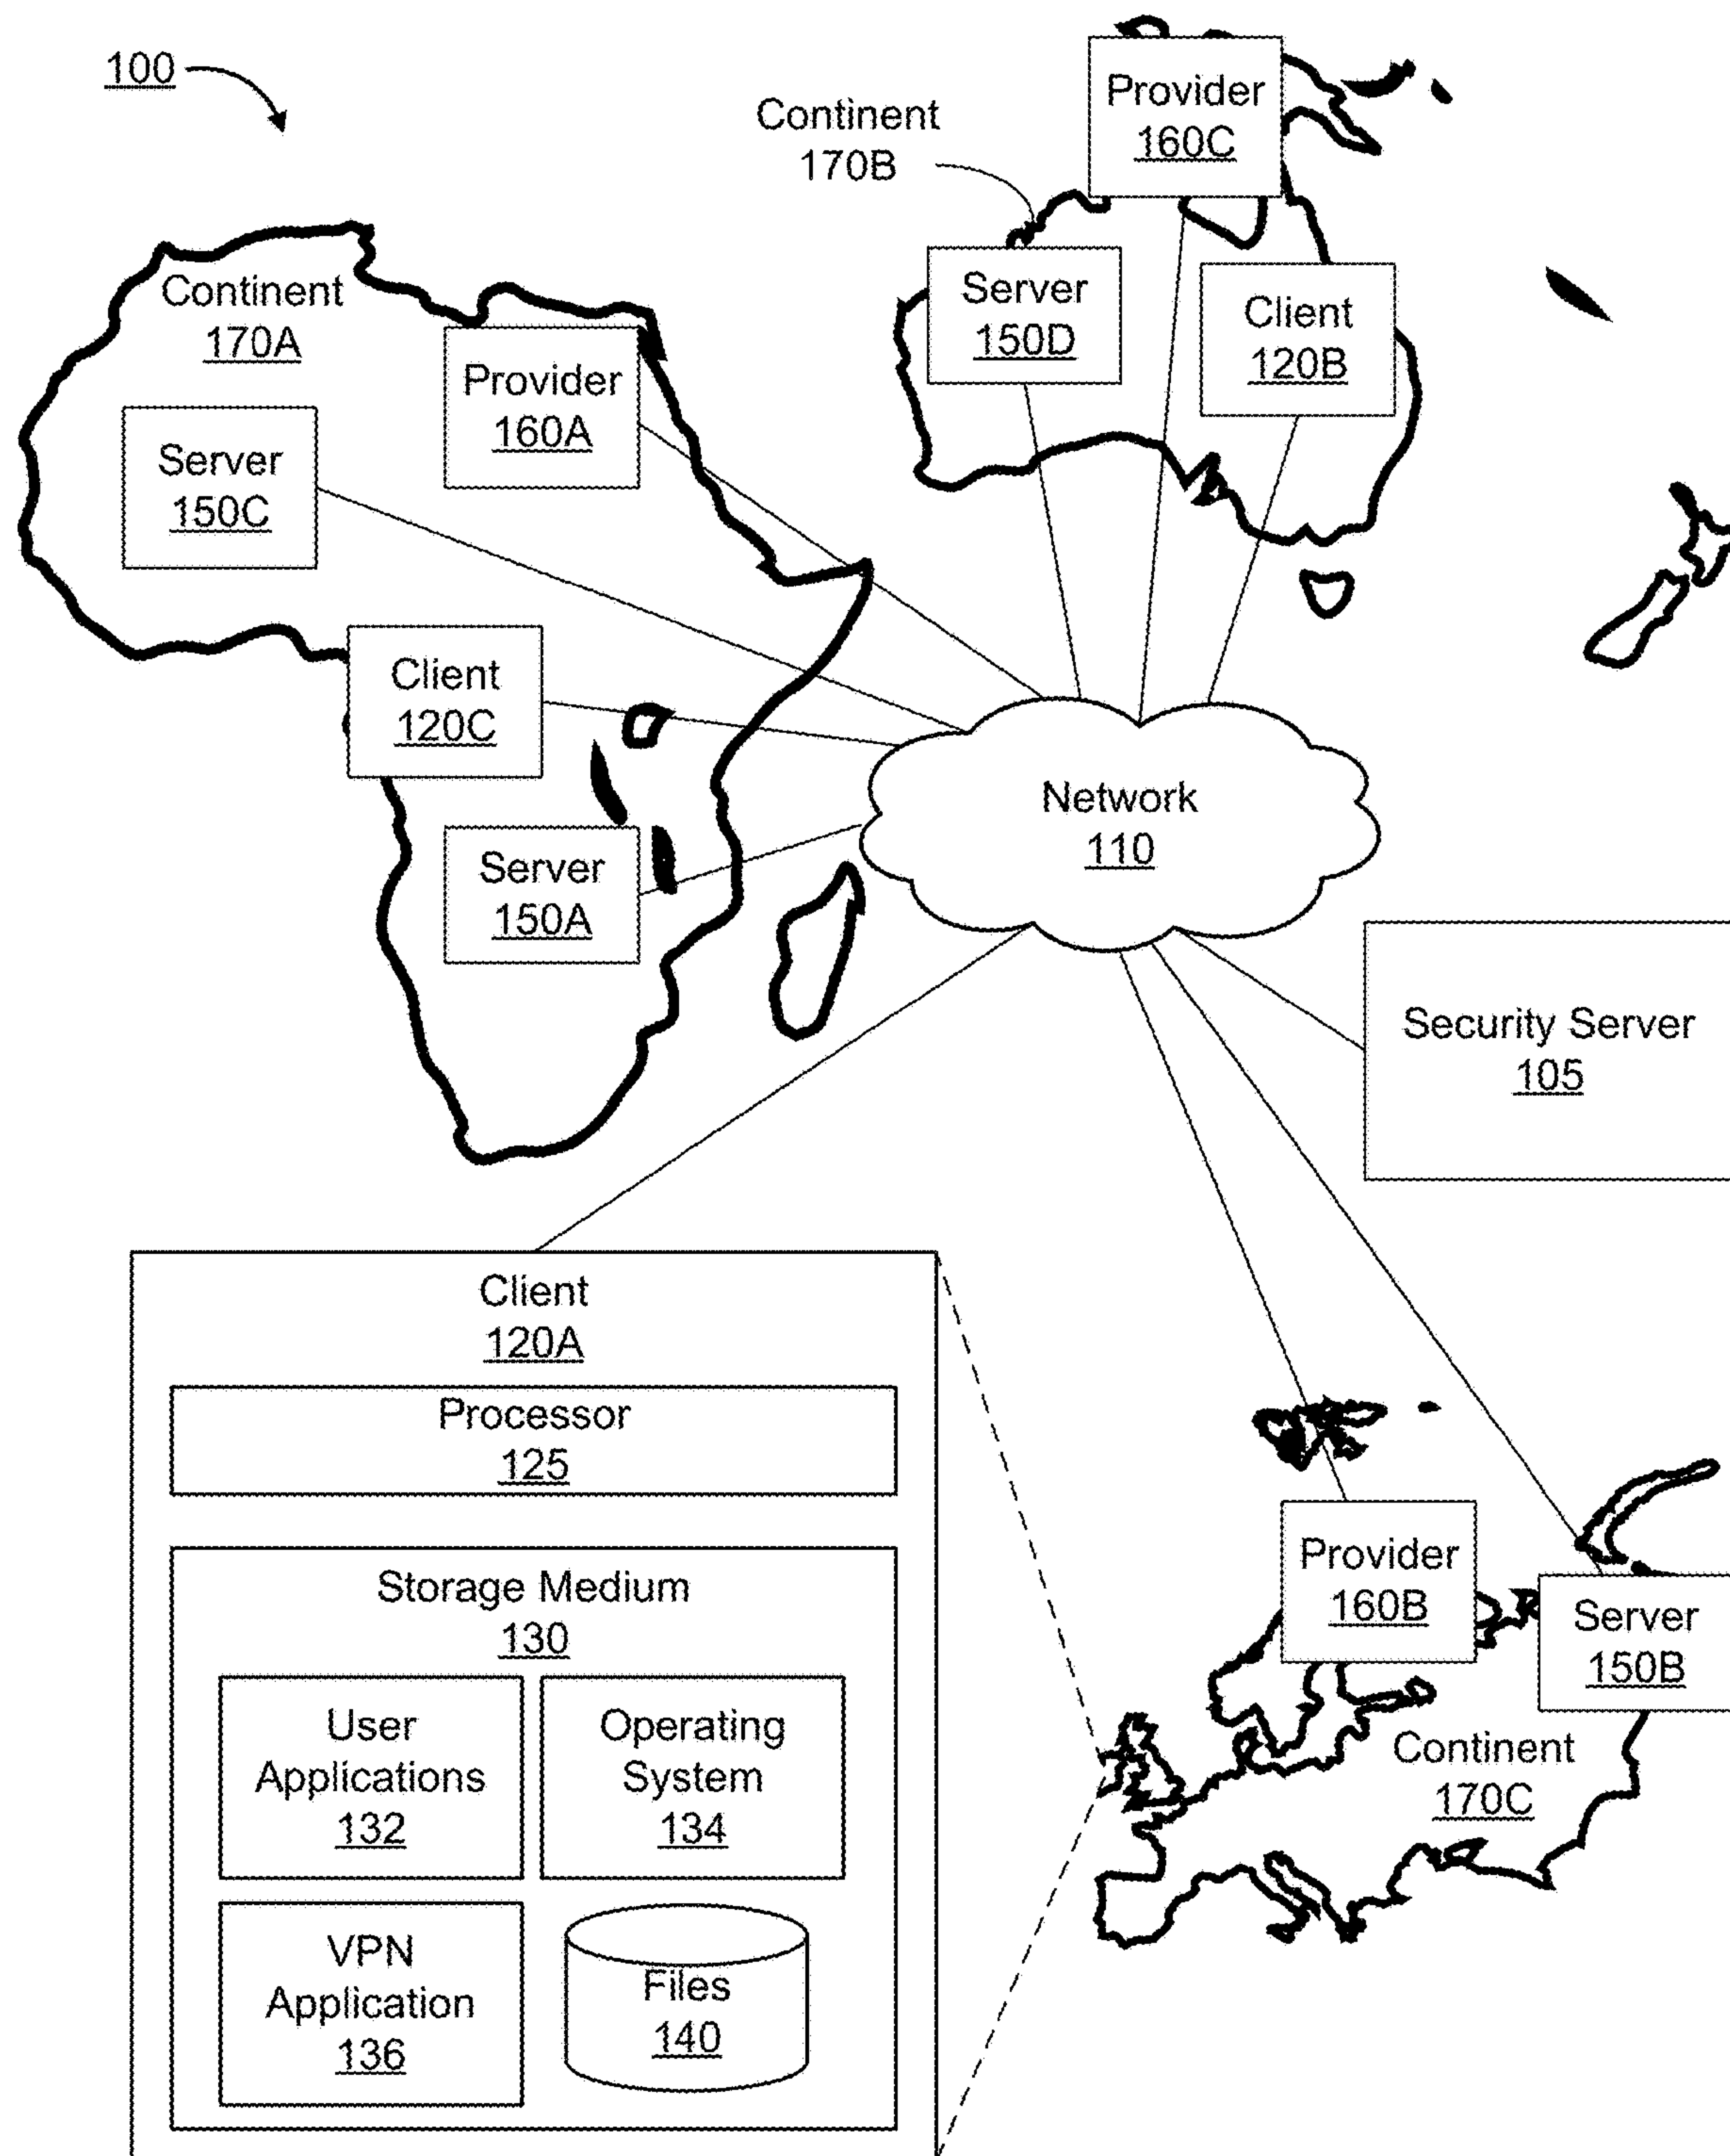 100
Continent
170B
Provider
160C
Continent
170A
Server
150D
Client
120B
Provider
160A
Server
150C
Client
120C
Network
110
Server
150A
Security Server
105
Client
120A
Processor
125
Storage Medium
130
User
Applications
132
Operating
System
134
VPN
Application
136
Files
140
Provider
160B
Server
150B
Continent
170C